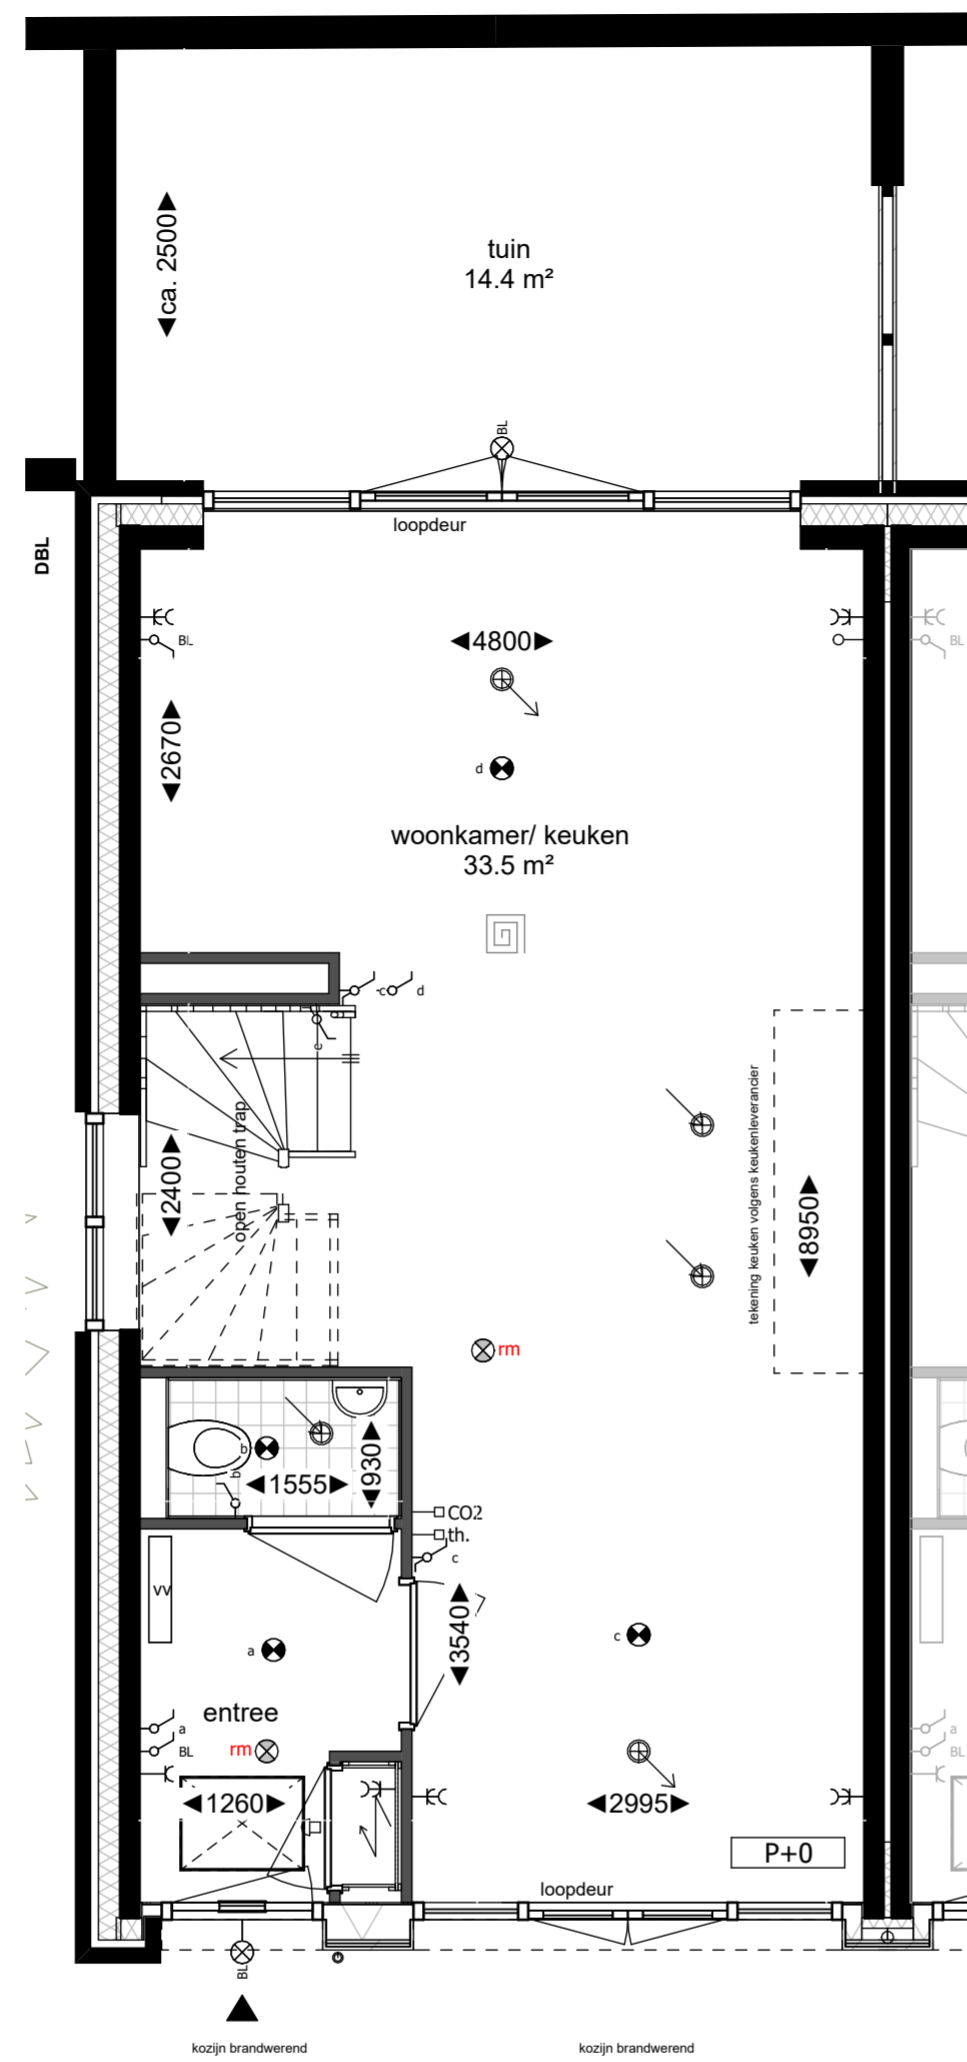 ca. 2500
tuin
14.4 m²
BL
loopdeur
DBL
BL
BL
4800
2670
d
woonkamer/ keuken
33.5 m²
c
d
e
open houten trap
2400
tekening keuken volgens keukenleverancier
8950
rm
b
b
1555
930
CO2
th.
c
vv
3540
a
c
entree
a
a
BL
BL
rm
1260
2995
P+0
loopdeur
BL
kozijn brandwerend
kozijn brandwerend